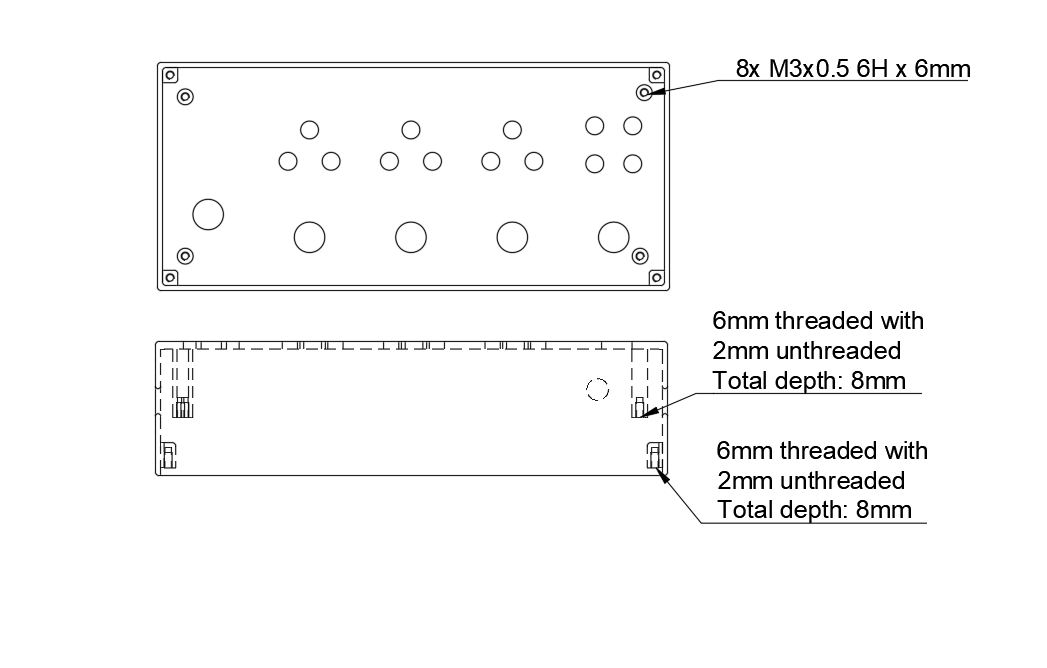 8x M3x0.5 6H x 6mm
6mm threaded with
2mm unthreaded
Total depth: 8mm
6mm threaded with
2mm unthreaded
Total depth: 8mm